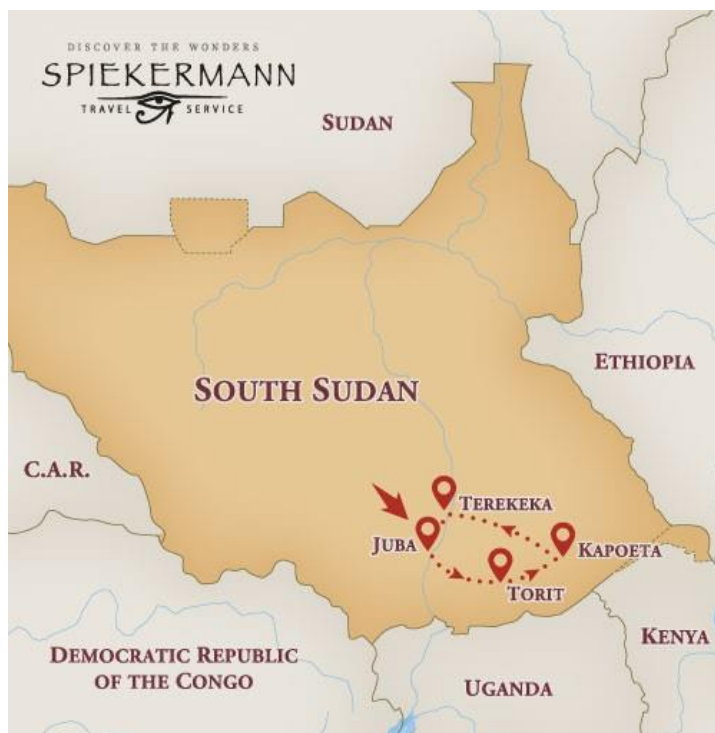 DISCOVER THE WONDERS
SPIEKERMANN
TRAVEL SERVICE
SUDAN
ETHIOPIA
SOUTH SUDAN
C.A.R.
TEREKEKA
JUBA
KAPOETA
TORIT
KENYA
DEMOCRATIC REPUBLIC
OF THE CONGO
UGANDA